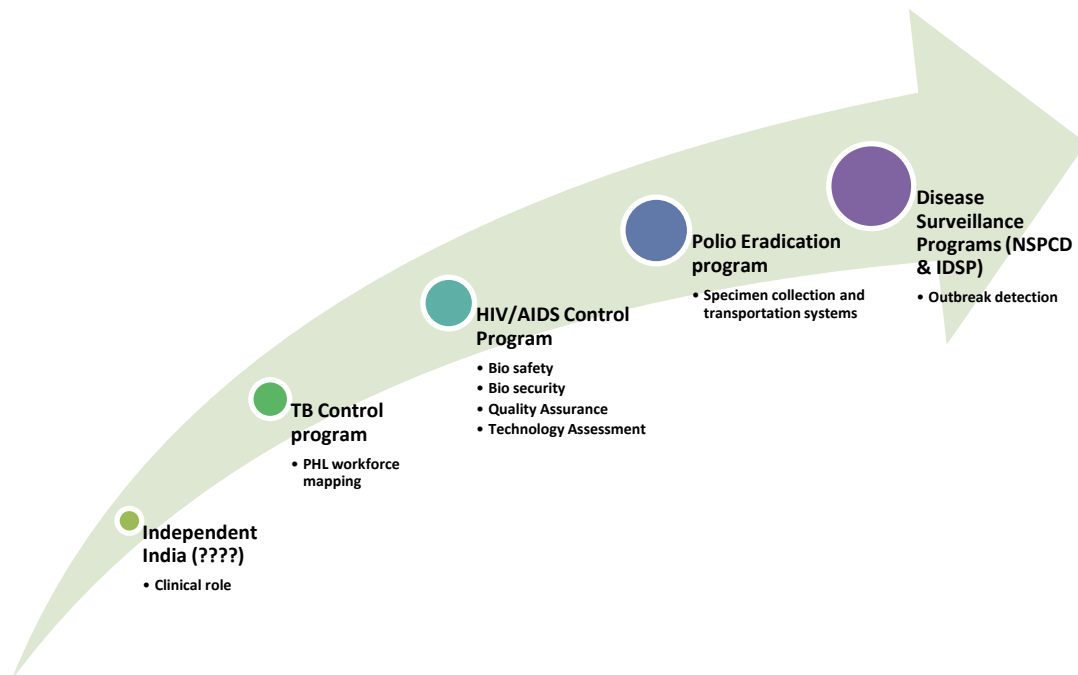 Independent
India (????)
• Clinical role
TB Control
program
• PHL workforce
mapping
HIV/AIDS Control
Program
• Bio safety
• Bio security
• Quality Assurance
• Technology Assessment
Polio Eradication
program
• Specimen collection and
transportation systems
Disease
Surveillance
Programs (NSPCD
& IDSP)
• Outbreak detection